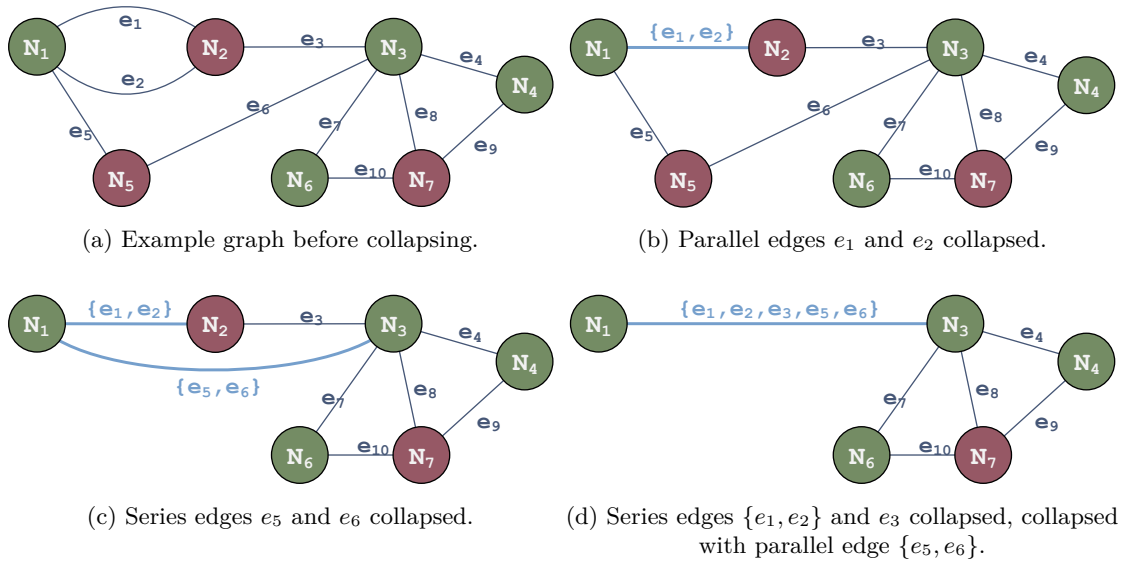 e₁
N₁ N₂ e₃ N₃ e₄
e₂ N₄
e₆
e₅ e₇ e₈
e₉
N₅ N₆ e₁₀ N₇
(a) Example graph before collapsing.
{e₁,e₂}
N₁ N₂ e₃ N₃ e₄
N₄
e₆
e₅ e₇ e₈
e₉
N₅ N₆ e₁₀ N₇
(b) Parallel edges e₁ and e₂ collapsed.
{e₁,e₂}
N₁ N₂ e₃ N₃ e₄
N₄
{e₅,e₆}
e₇ e₈
e₉
N₆ e₁₀ N₇
(c) Series edges e₅ and e₆ collapsed.
{e₁,e₂,e₃,e₅,e₆}
N₁ N₃ e₄
N₄
e₇ e₈
e₉
N₆ e₁₀ N₇
(d) Series edges {e₁, e₂} and e₃ collapsed, collapsed
with parallel edge {e₅, e₆}.